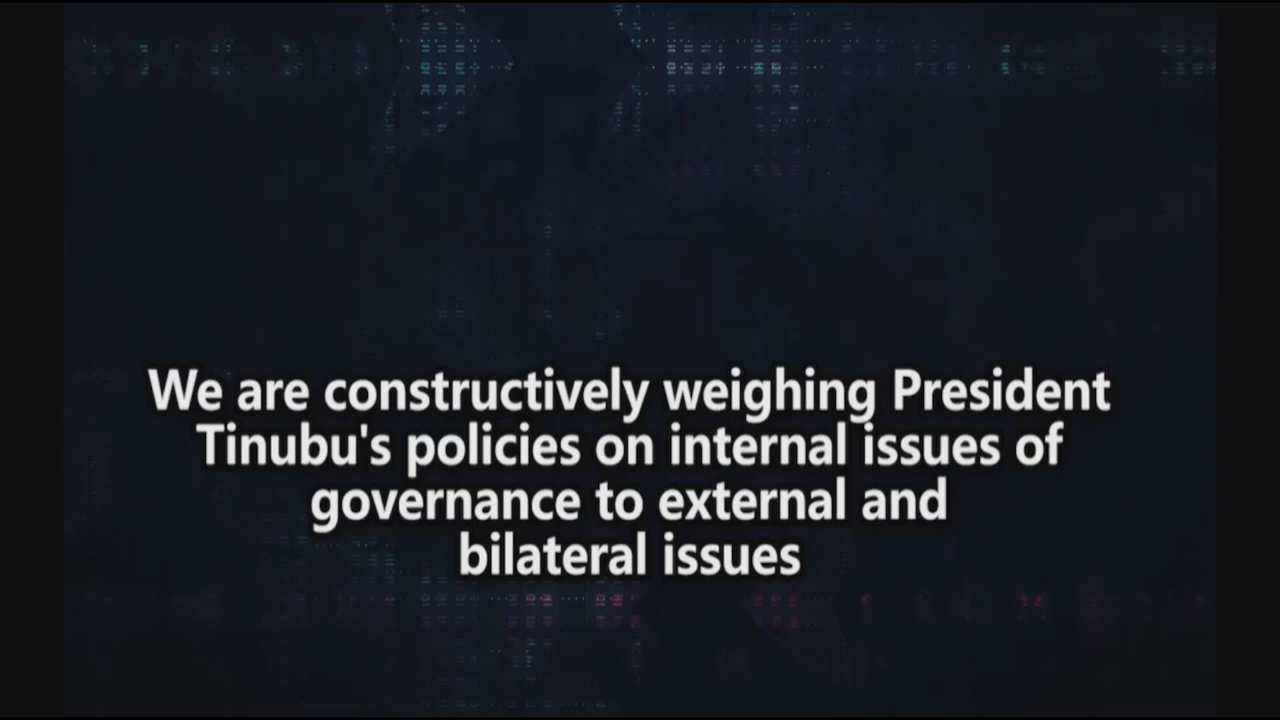 We are constructively weighing President
Tinubu's policies on internal issues of
governance to external and
bilateral issues